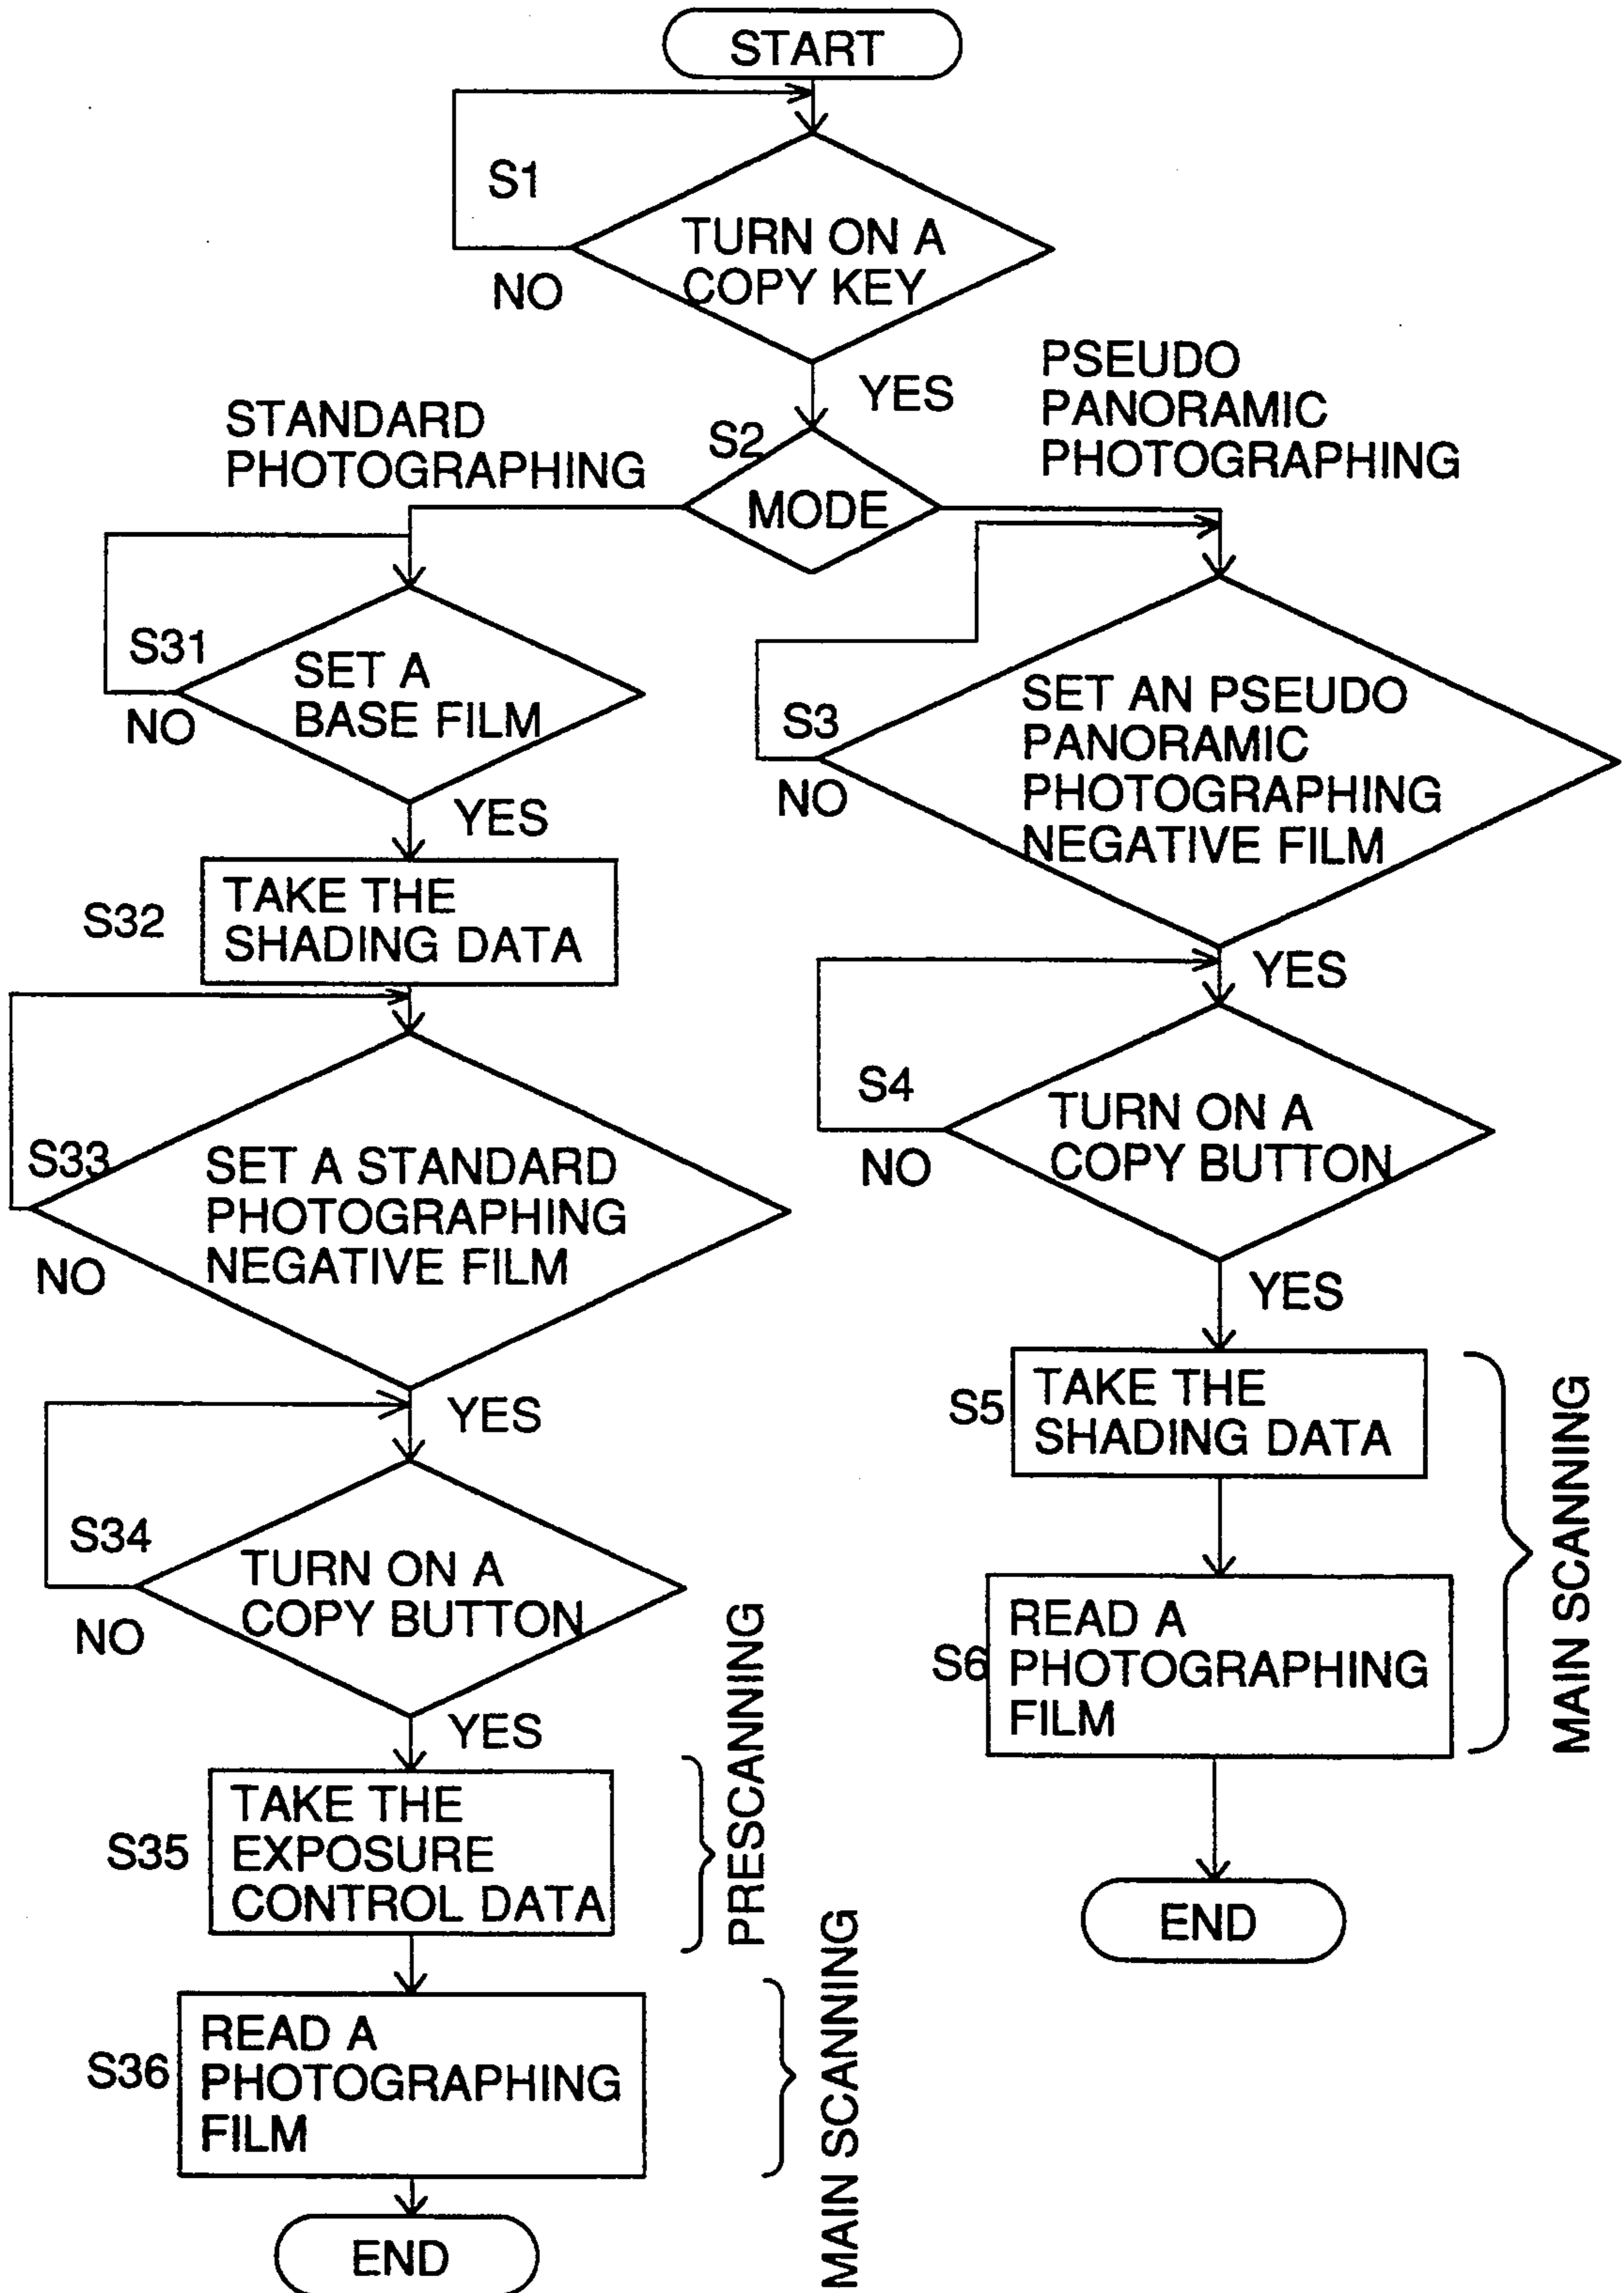 START
S1
TURN ON A
COPY KEY
NO
YES
STANDARD
PHOTOGRAPHING
S2
MODE
PSEUDO
PANORAMIC
PHOTOGRAPHING
S31
SET A
BASE FILM
NO
YES
S32
TAKE THE
SHADING DATA
S33
SET A STANDARD
PHOTOGRAPHING
NEGATIVE FILM
NO
YES
S34
TURN ON A
COPY BUTTON
NO
YES
S35
TAKE THE
EXPOSURE
CONTROL DATA
PRESCANNING
S36
READ A
PHOTOGRAPHING
FILM
MAIN SCANNING
END
S3
SET AN PSEUDO
PANORAMIC
PHOTOGRAPHING
NEGATIVE FILM
NO
YES
S4
TURN ON A
COPY BUTTON
NO
YES
S5
TAKE THE
SHADING DATA
S6
READ A
PHOTOGRAPHING
FILM
MAIN SCANNING
END